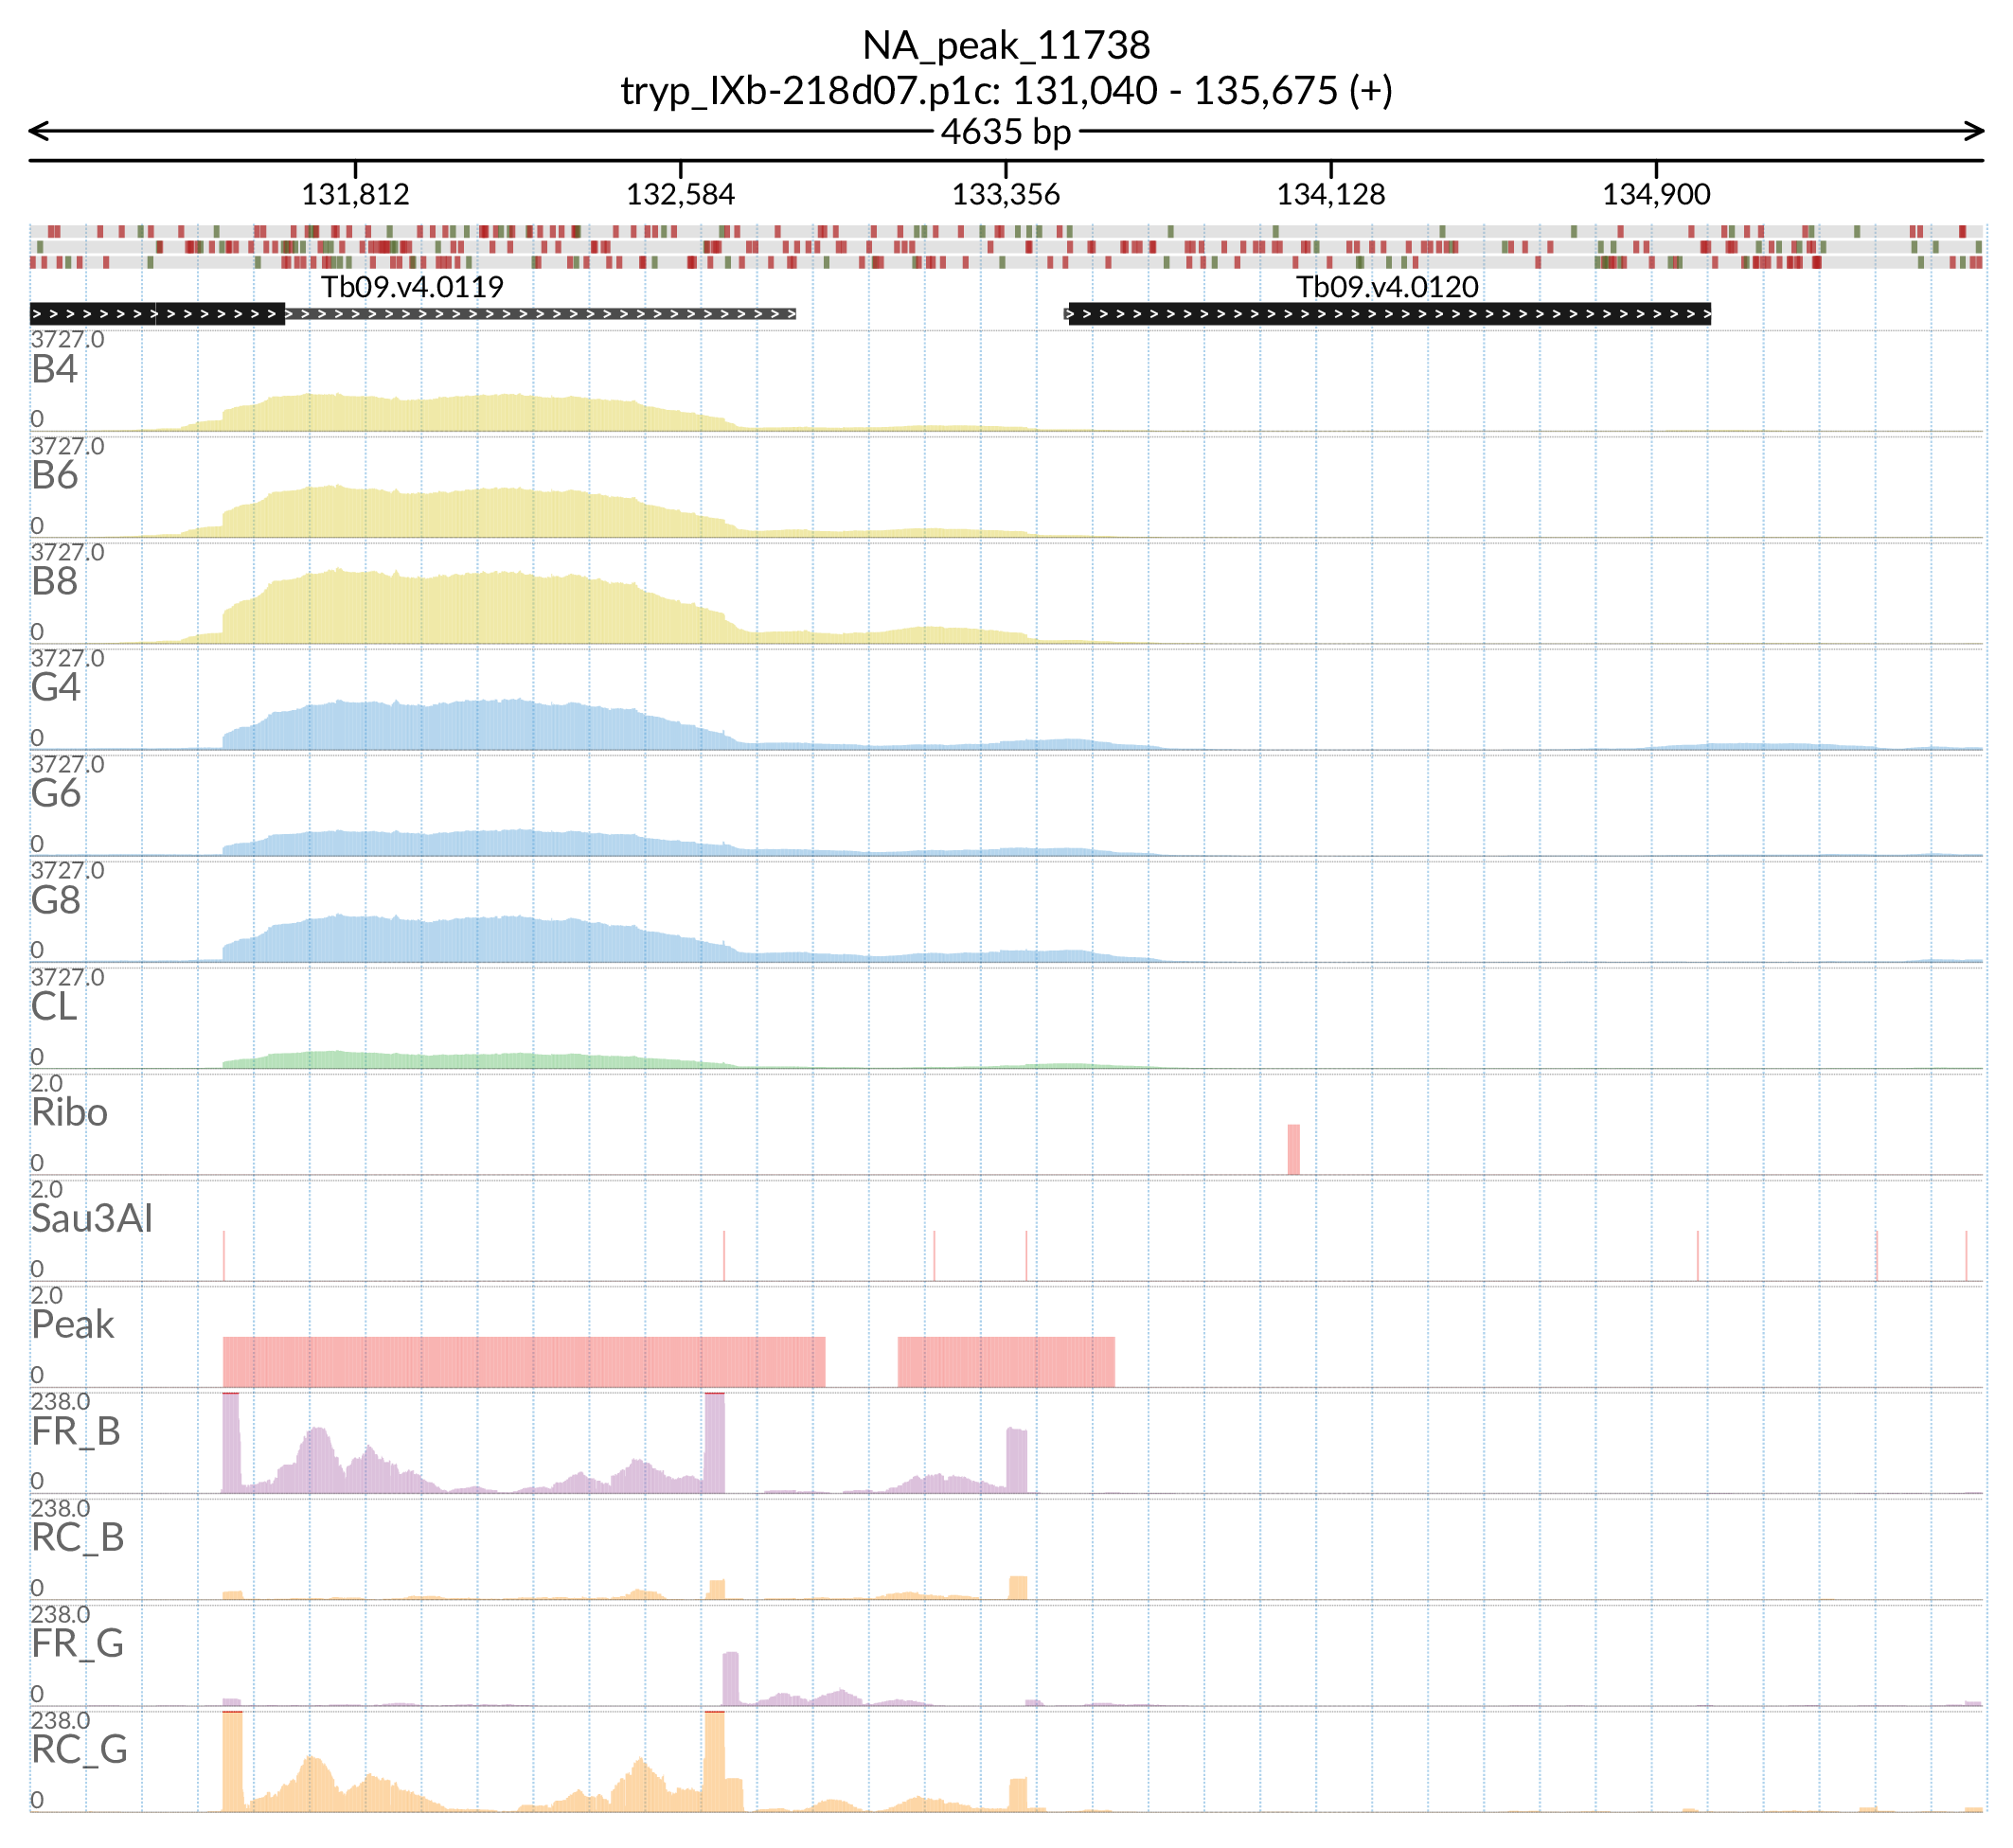 NA_peak_11738
tryp_IXb-218d07.p1c: 131,040 - 135,675 (+)
4635 bp
131,812 132,584 133,356 134,128 134,900
Tb09.v4.0119 Tb09.v4.0120
3727.0
B4
0
3727.0
B6
0
3727.0
B8
0
3727.0
G4
0
3727.0
G6
0
3727.0
G8
0
3727.0
CL
0
2.0
Ribo
0
2.0
Sau3AI
0
2.0
Peak
0
238.0
FR_B
0
238.0
RC_B
0
238.0
FR_G
0
238.0
RC_G
0